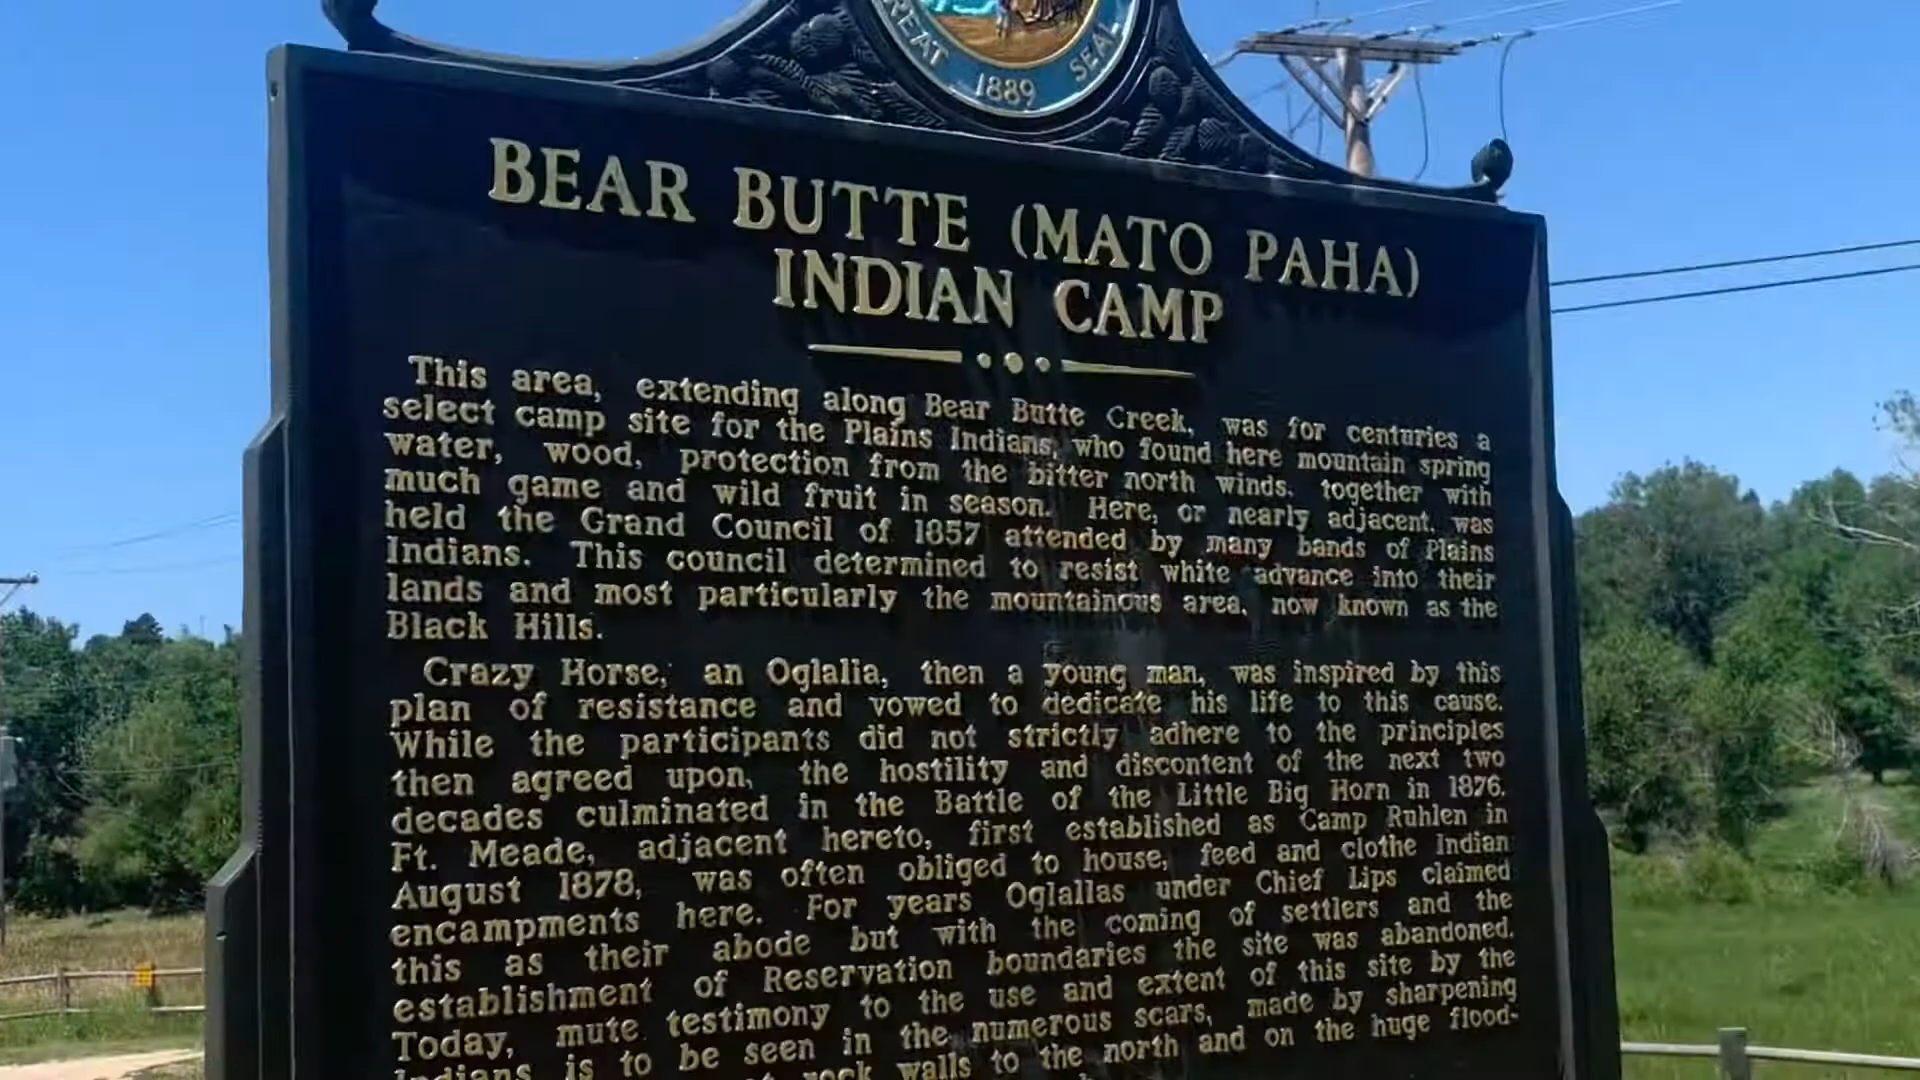 GREAT SEAL
1889
BEAR BUTTE (MATO PAHA)
INDIAN CAMP
This area, extending along Bear Butte Creek, was for centuries a
select camp site for the Plains Indians, who found here mountain spring
water, wood, protection from the bitter north winds, together with
much game and wild fruit in season. Here, or nearly adjacent, was
held the Grand Council of 1857 attended by many bands of Plains
Indians. This council determined to resist white advance into their
lands and most particularly the mountainous area, now known as the
Black Hills.
Crazy Horse, an Oglalla, then a young man, was inspired by this
plan of resistance and vowed to dedicate his life to this cause.
While the participants did not strictly adhere to the principles
then agreed upon, the hostility and discontent of the next two
decades culminated in the Battle of the Little Big Horn in 1876.
Ft. Meade, adjacent hereto, first established as Camp Ruhlen in
August 1878, was often obliged to house, feed and clothe Indian
encampments here. For years Oglallas under Chief Lips claimed
this as their abode but with the coming of settlers and the
establishment of Reservation boundaries the site was abandoned.
Today, mute testimony to the use and extent of this site by the
Indians is to be seen in the numerous scars, made by sharpening
rock walls to the north and on the huge flood-